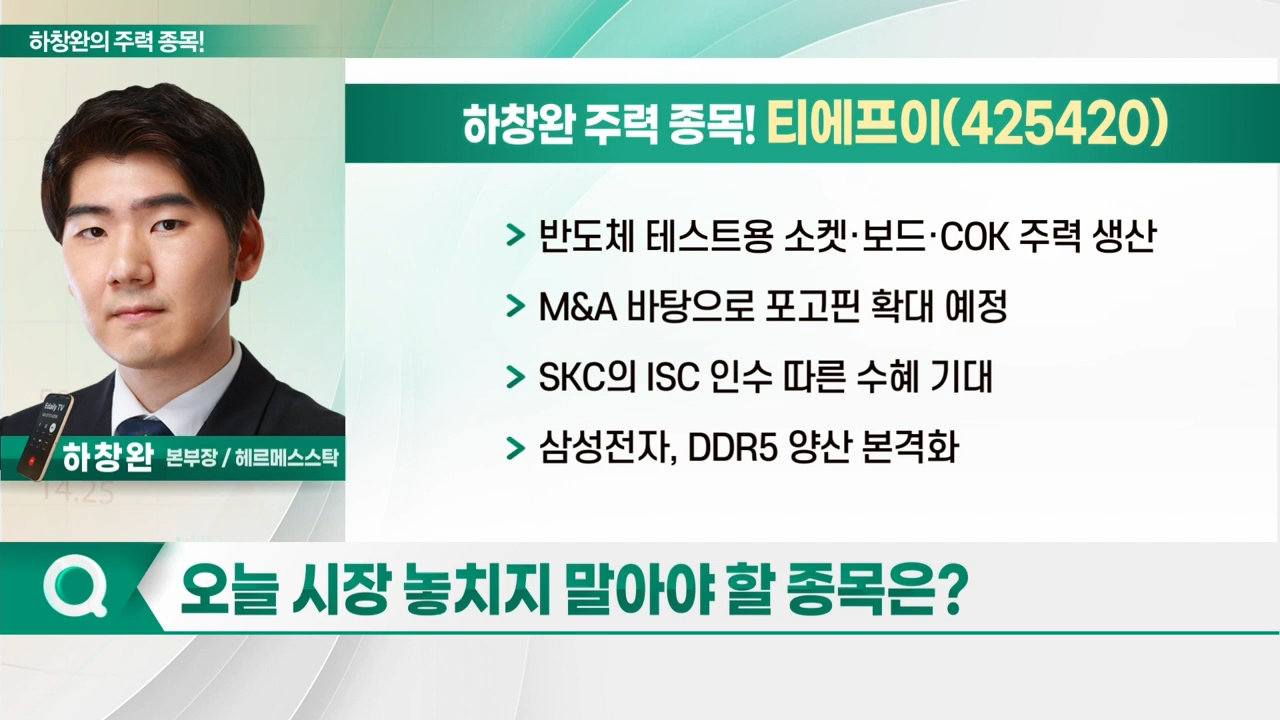 하창완의 주력 종목!
하창완 주력 종목! 티에프이(425420)
> 반도체 테스트용 소켓·보드·COK 주력 생산
> M&A 바탕으로 포고핀 확대 예정
> SKC의 ISC 인수 따른 수혜 기대
> 삼성전자, DDR5 양산 본격화
Edaily TV
하창완 본부장 / 헤르메스스탁
14.25
Q 오늘 시장 놓치지 말아야 할 종목은?